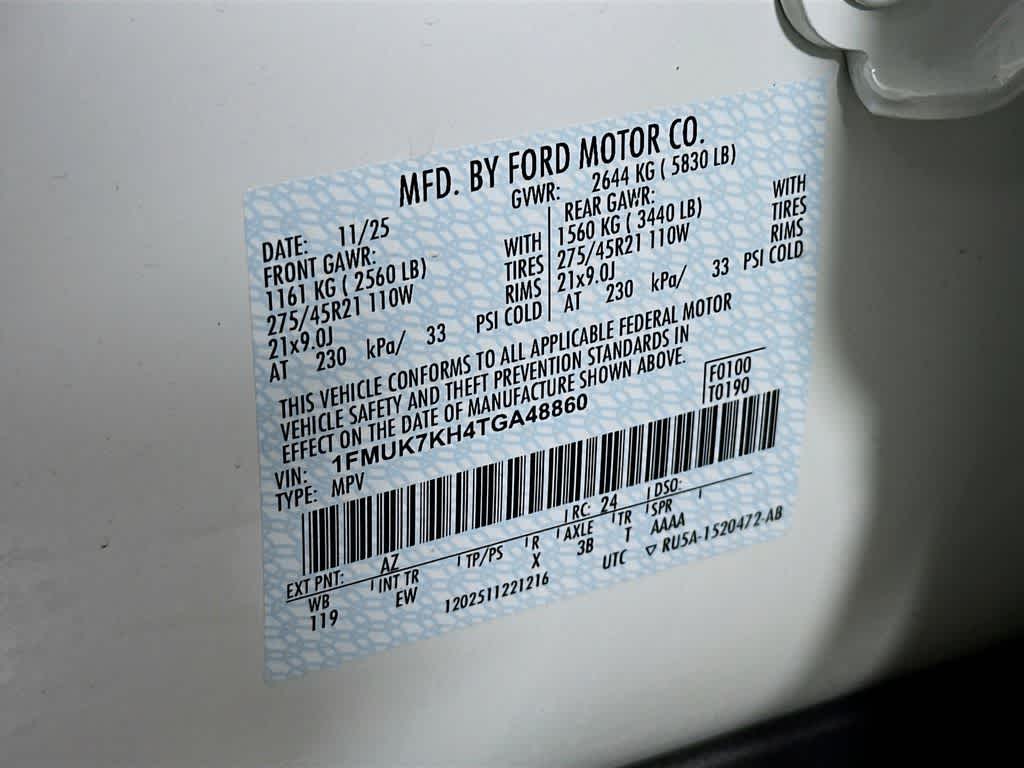 MFD. BY FORD MOTOR CO.
DATE: 11/25 GVWR: 2644 KG ( 5830 LB)
FRONT GAWR: REAR GAWR:
1161 KG ( 2560 LB) WITH 1560 KG ( 3440 LB) WITH
275/45R21 110W TIRES 275/45R21 110W TIRES
21x9.0J RIMS 21x9.0J RIMS
AT 230 kPa/ 33 PSI COLD AT 230 kPa/ 33 PSI COLD
THIS VEHICLE CONFORMS TO ALL APPLICABLE FEDERAL MOTOR
VEHICLE SAFETY AND THEFT PREVENTION STANDARDS IN
EFFECT ON THE DATE OF MANUFACTURE SHOWN ABOVE.
VIN: 1FMUK7KH4TGA48860 F0100
TYPE: MPV T0190
EXT PNT: AZ RC: 24 DSO:
WB INT TR TP/PS R AXLE TR SPR
119 EW X 3B T AAAA
1202511221216 UTC ▽ RU5A-1520472-AB